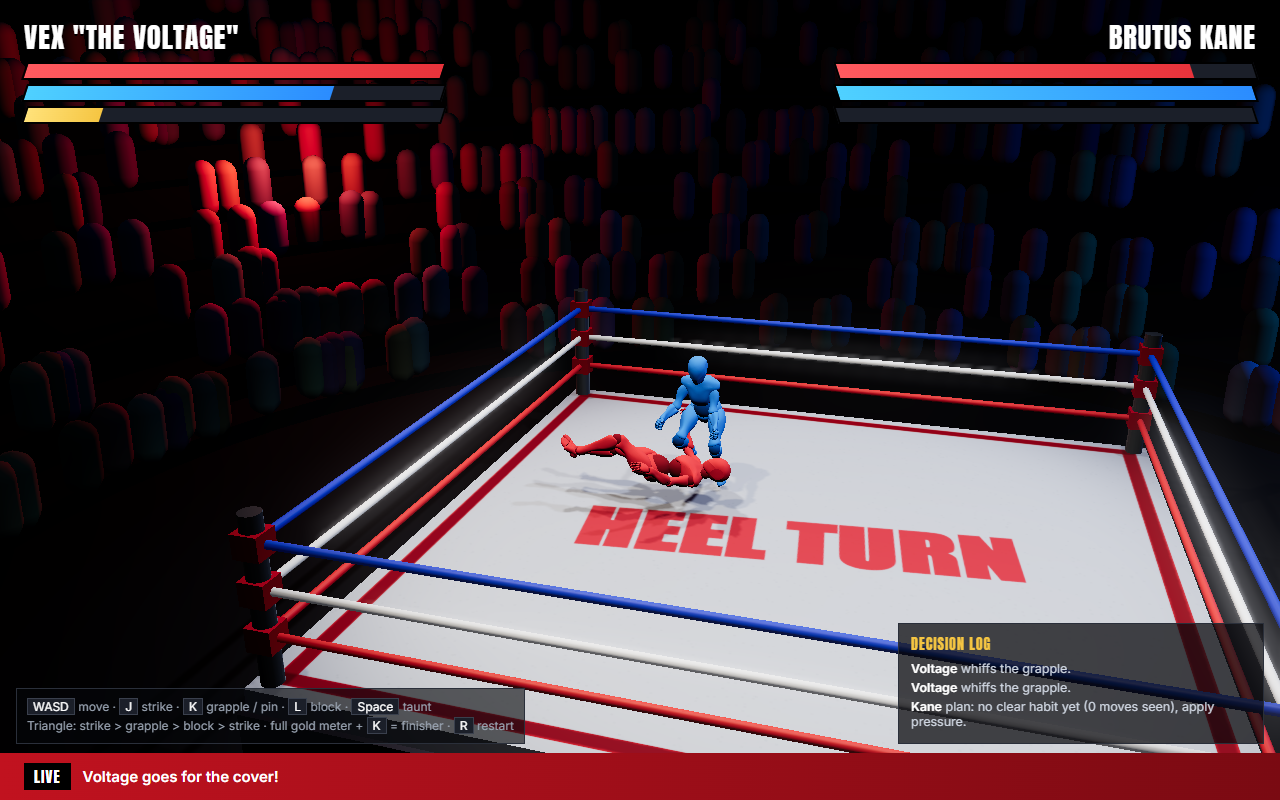 VEX "THE VOLTAGE"
BRUTUS KANE
HEEL TURN
DECISION LOG
Voltage whiffs the grapple.
Voltage whiffs the grapple.
Kane plan: no clear habit yet (0 moves seen), apply
pressure.
WASD move · J strike · K grapple / pin · L block · Space taunt
Triangle: strike > grapple > block > strike · full gold meter + K = finisher · R restart
LIVE Voltage goes for the cover!